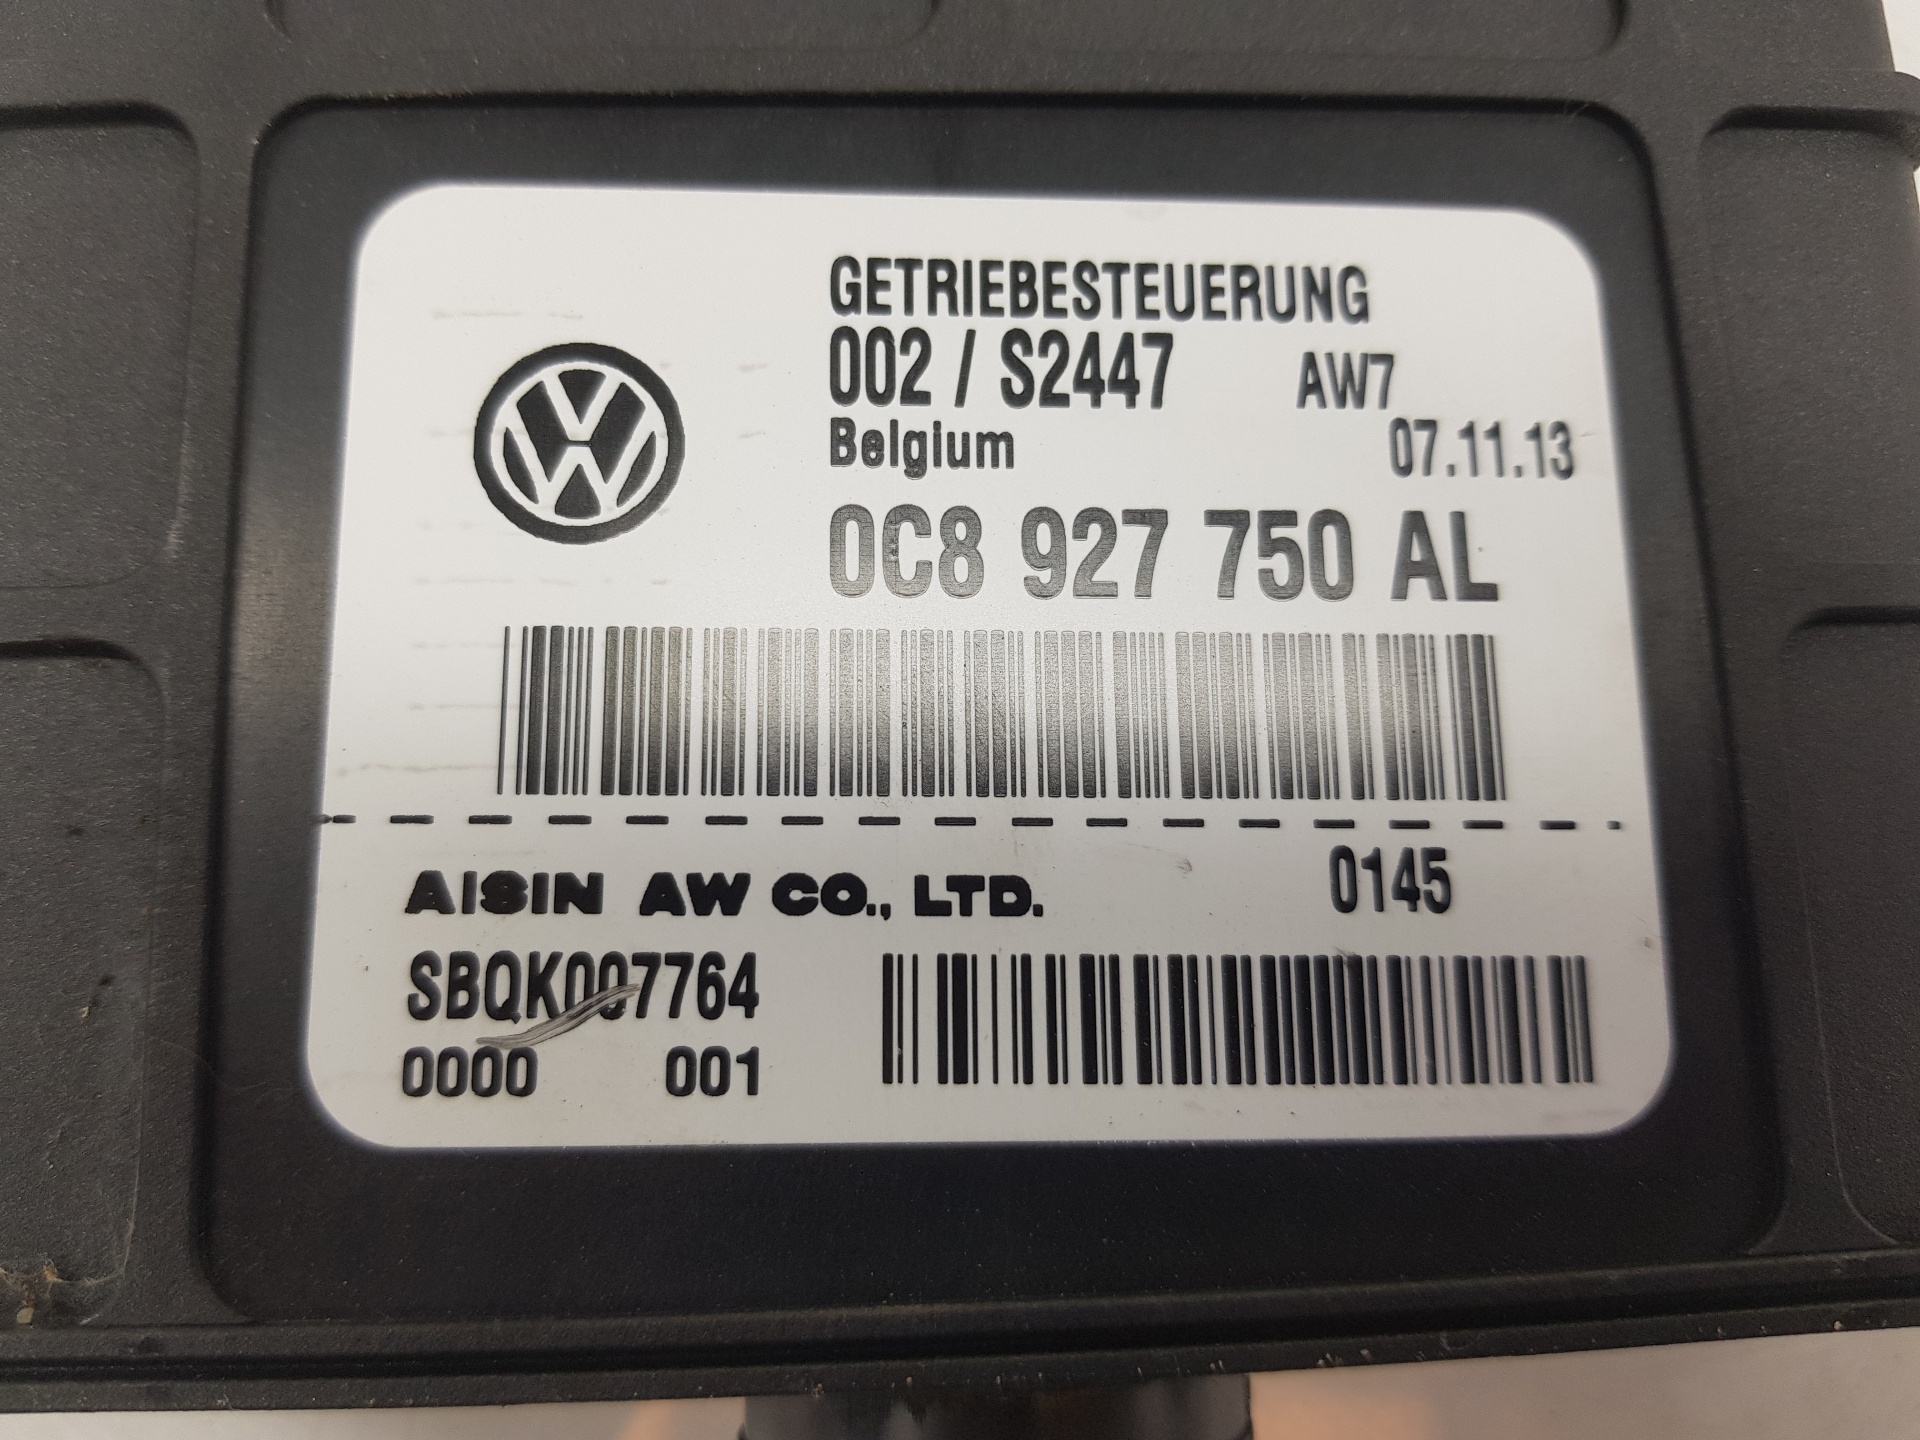 GETRIEBESTEUERUNG
002 / S2447 AW7
Belgium 07.11.13
0C8 927 750 AL
AISIN AW CO., LTD. 0145
SBQK007764
0000 001